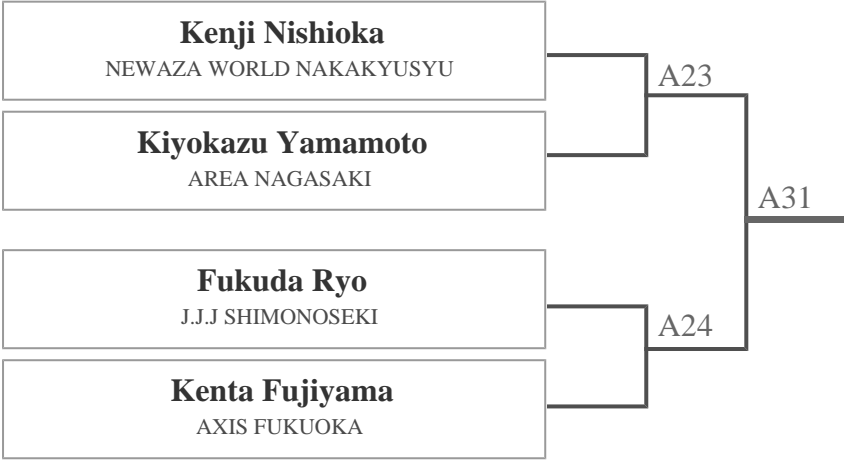 Kenji Nishioka
NEWAZA WORLD NAKAKYUSYU
A23
Kiyokazu Yamamoto
AREA NAGASAKI
A31
Fukuda Ryo
J.J.J SHIMONOSEKI
A24
Kenta Fujiyama
AXIS FUKUOKA